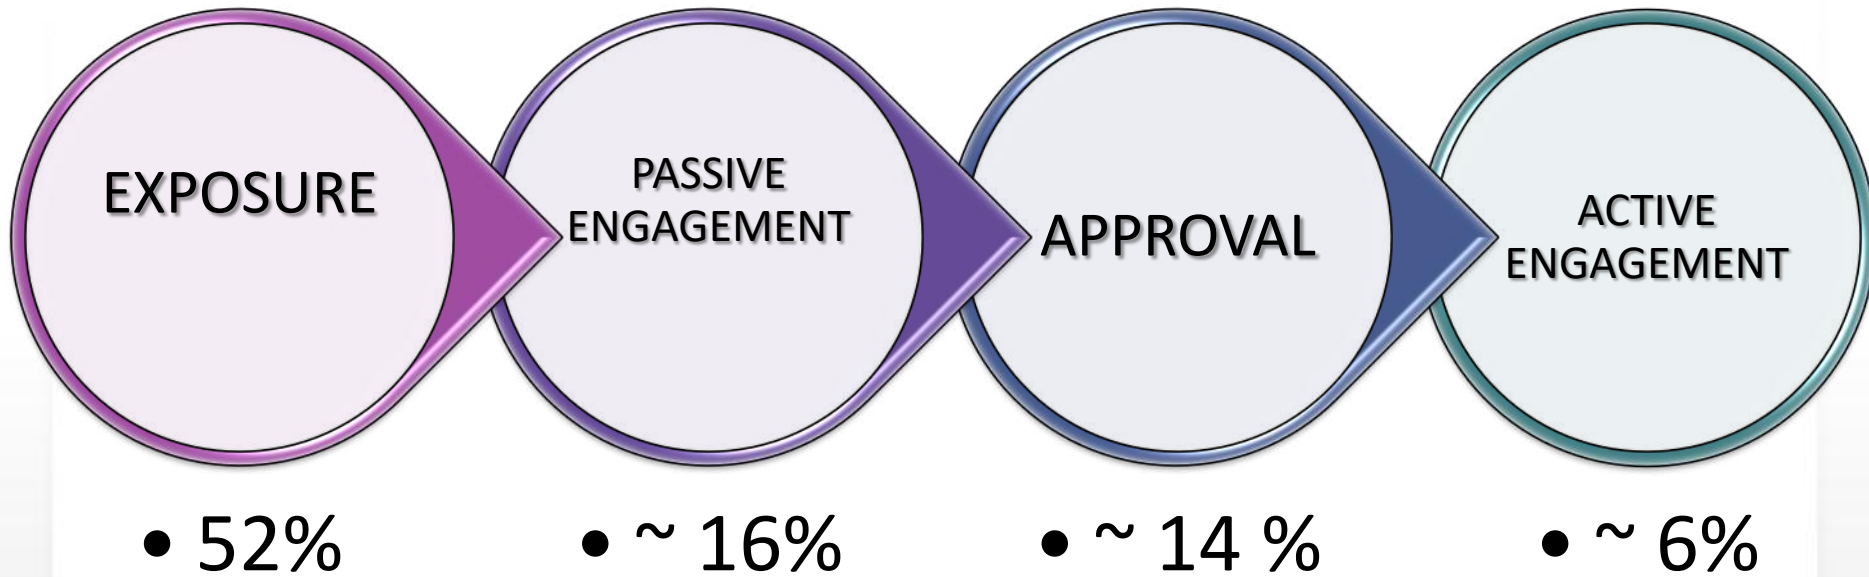 EXPOSURE
PASSIVE
ENGAGEMENT
APPROVAL
ACTIVE
ENGAGEMENT
• 52%
• ~ 16%
• ~ 14 %
• ~ 6%